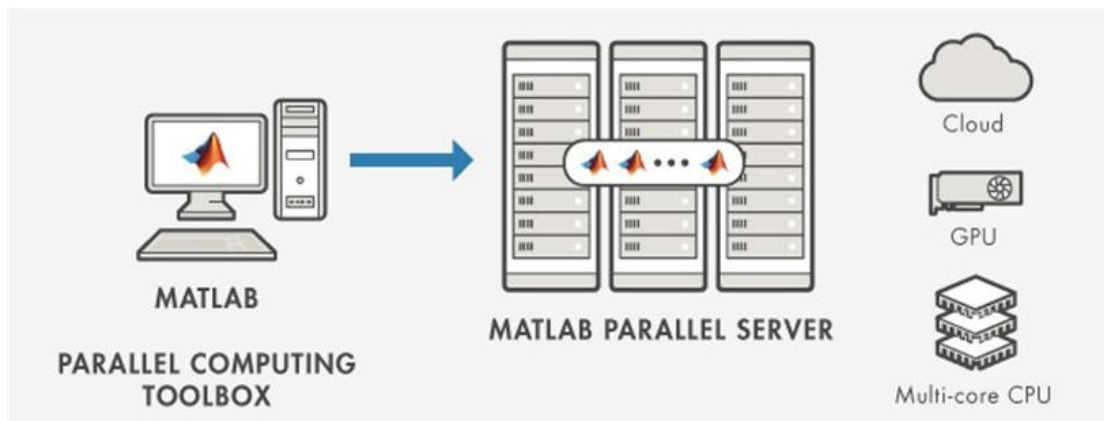 MATLAB
PARALLEL COMPUTING
TOOLBOX
MATLAB PARALLEL SERVER
Cloud
GPU
Multi-core CPU